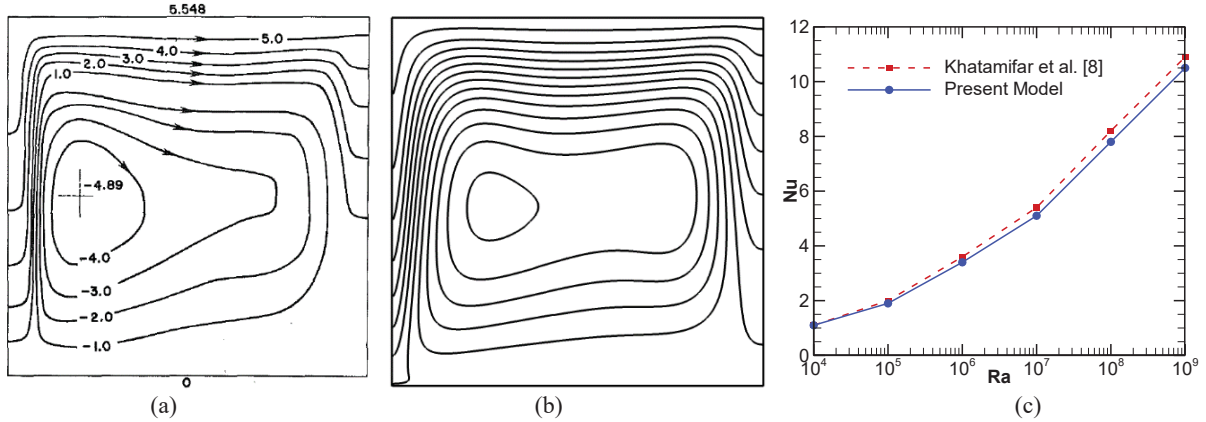 5.548
5.0
4.0
3.0
2.0
1.0
-4.89
-4.0
-3.0
-2.0
-1.0
0
(a)
(b)
12
10
8
6
4
2
0
Nu
Khatamifar et al. [8]
Present Model
10⁴ 10⁵ 10⁶ 10⁷ 10⁸ 10⁹
Ra
(c)